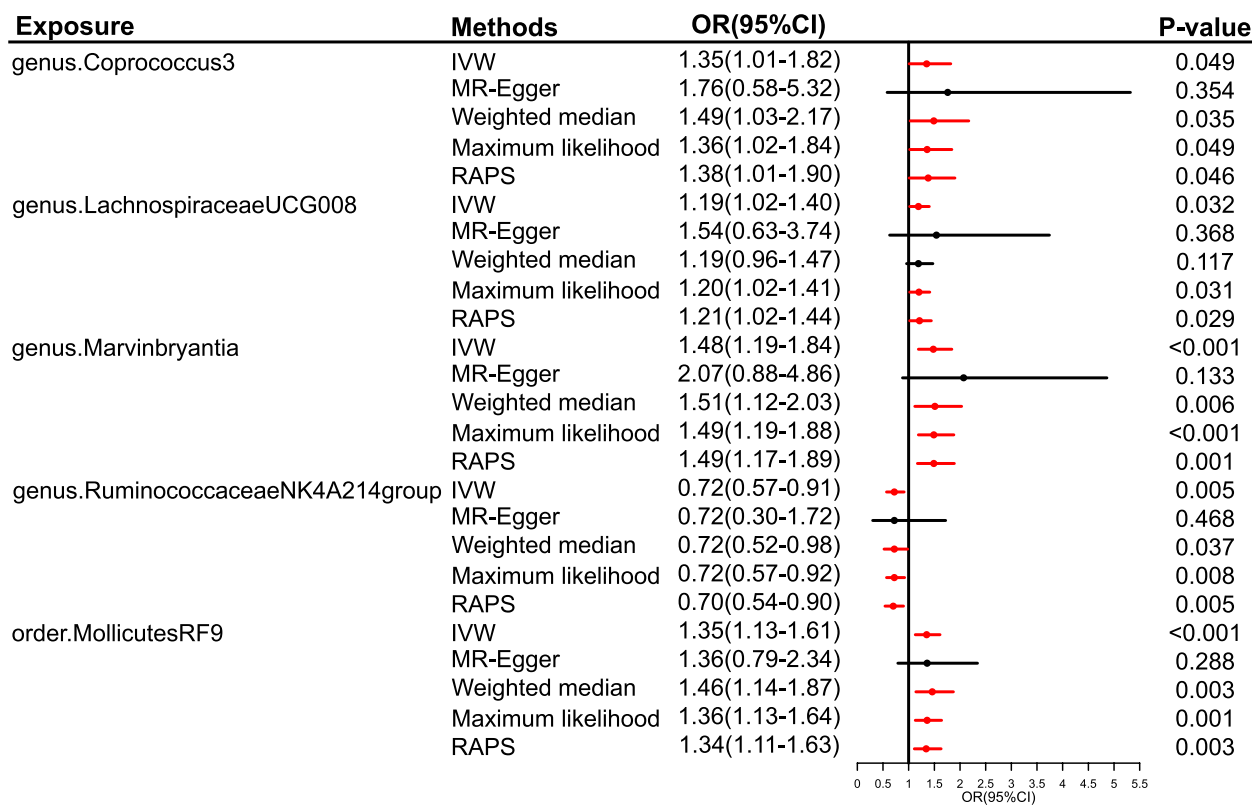 Exposure Methods OR(95%CI) P-value
genus.Coprococcus3 IVW 1.35(1.01-1.82) 0.049
MR-Egger 1.76(0.58-5.32) 0.354
Weighted median 1.49(1.03-2.17) 0.035
Maximum likelihood 1.36(1.02-1.84) 0.049
RAPS 1.38(1.01-1.90) 0.046
genus.LachnospiraceaeUCG008 IVW 1.19(1.02-1.40) 0.032
MR-Egger 1.54(0.63-3.74) 0.368
Weighted median 1.19(0.96-1.47) 0.117
Maximum likelihood 1.20(1.02-1.41) 0.031
RAPS 1.21(1.02-1.44) 0.029
genus.Marvinbryantia IVW 1.48(1.19-1.84) <0.001
MR-Egger 2.07(0.88-4.86) 0.133
Weighted median 1.51(1.12-2.03) 0.006
Maximum likelihood 1.49(1.19-1.88) <0.001
RAPS 1.49(1.17-1.89) 0.001
genus.RuminococcaceaeNK4A214group IVW 0.72(0.57-0.91) 0.005
MR-Egger 0.72(0.30-1.72) 0.468
Weighted median 0.72(0.52-0.98) 0.037
Maximum likelihood 0.72(0.57-0.92) 0.008
RAPS 0.70(0.54-0.90) 0.005
order.MollicutesRF9 IVW 1.35(1.13-1.61) <0.001
MR-Egger 1.36(0.79-2.34) 0.288
Weighted median 1.46(1.14-1.87) 0.003
Maximum likelihood 1.36(1.13-1.64) 0.001
RAPS 1.34(1.11-1.63) 0.003
0 0.5 1 1.5 2 2.5 3 3.5 4 4.5 5 5.5
OR(95%CI)